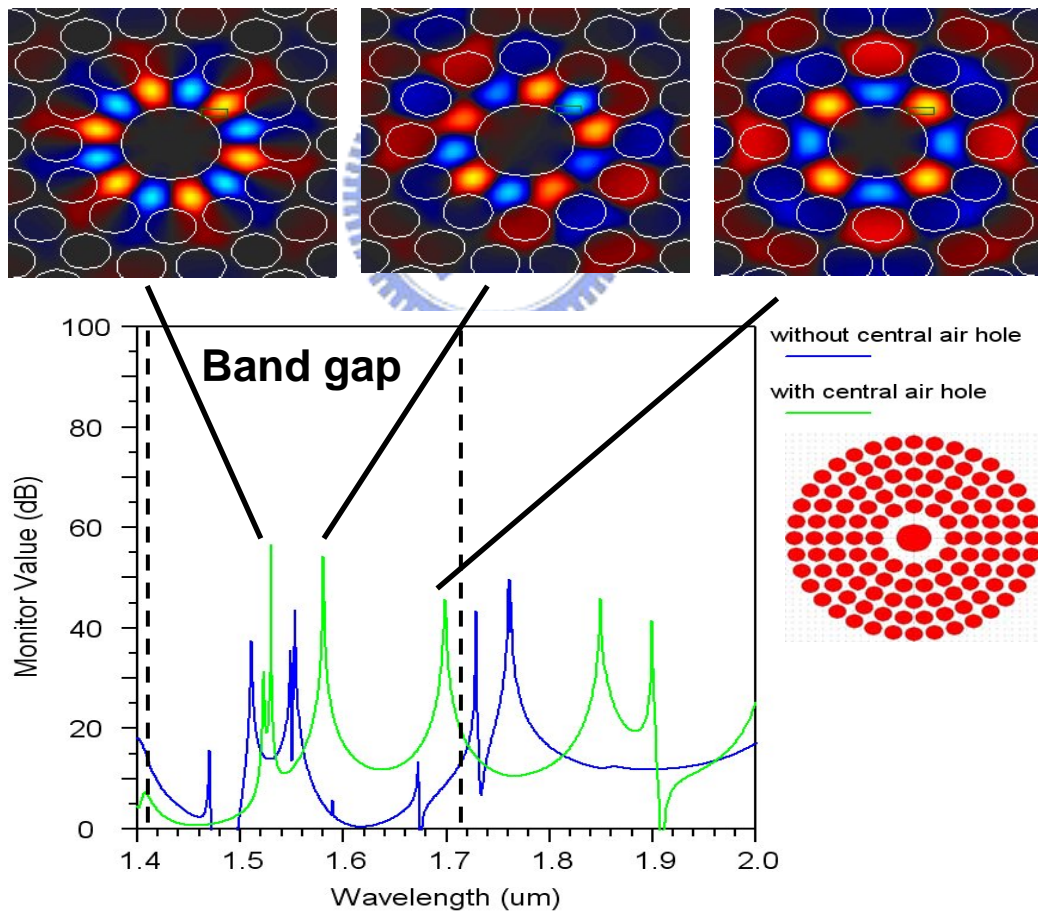 100
80
60
40
20
0
Monitor Value (dB)
Band gap
1.4 1.5 1.6 1.7 1.8 1.9 2.0
Wavelength (um)
without central air hole
with central air hole